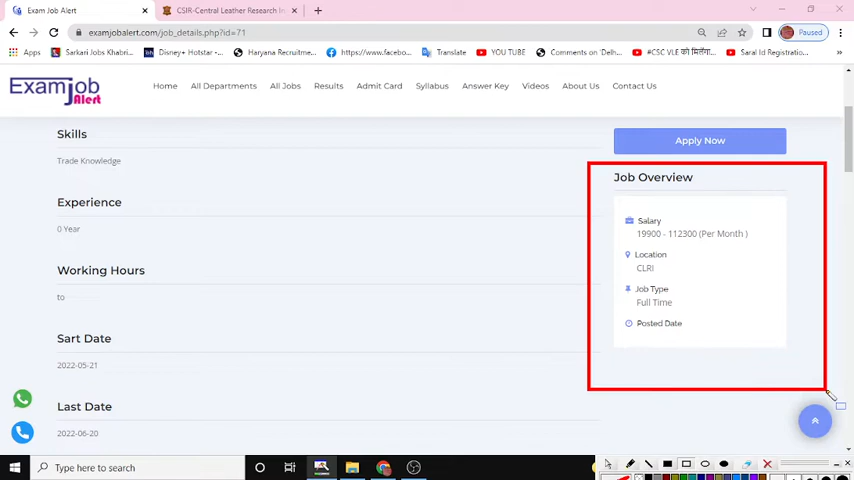 Exam Job Alert
CSIR-Central Leather Research In
examjobalert.com/job_details.php?id=71
Paused
Apps
Sarkari Jobs Khabri...
Disney+ Hotstar -...
Haryana Recruitment...
https://www.facebo...
Translate
YOU TUBE
Comments on 'Delh...
#CSC VLE को मिलेंगा...
Saral Id Registratio...
Examjob
Alert
Home
All Departments
All Jobs
Results
Admit Card
Syllabus
Answer Key
Videos
About Us
Contact Us
Skills
Trade Knowledge
Experience
0 Year
Working Hours
to
Sart Date
2022-05-21
Last Date
2022-06-20
Apply Now
Job Overview
Salary
19900 - 112300 (Per Month )
Location
CLRI
Job Type
Full Time
Posted Date
Type here to search